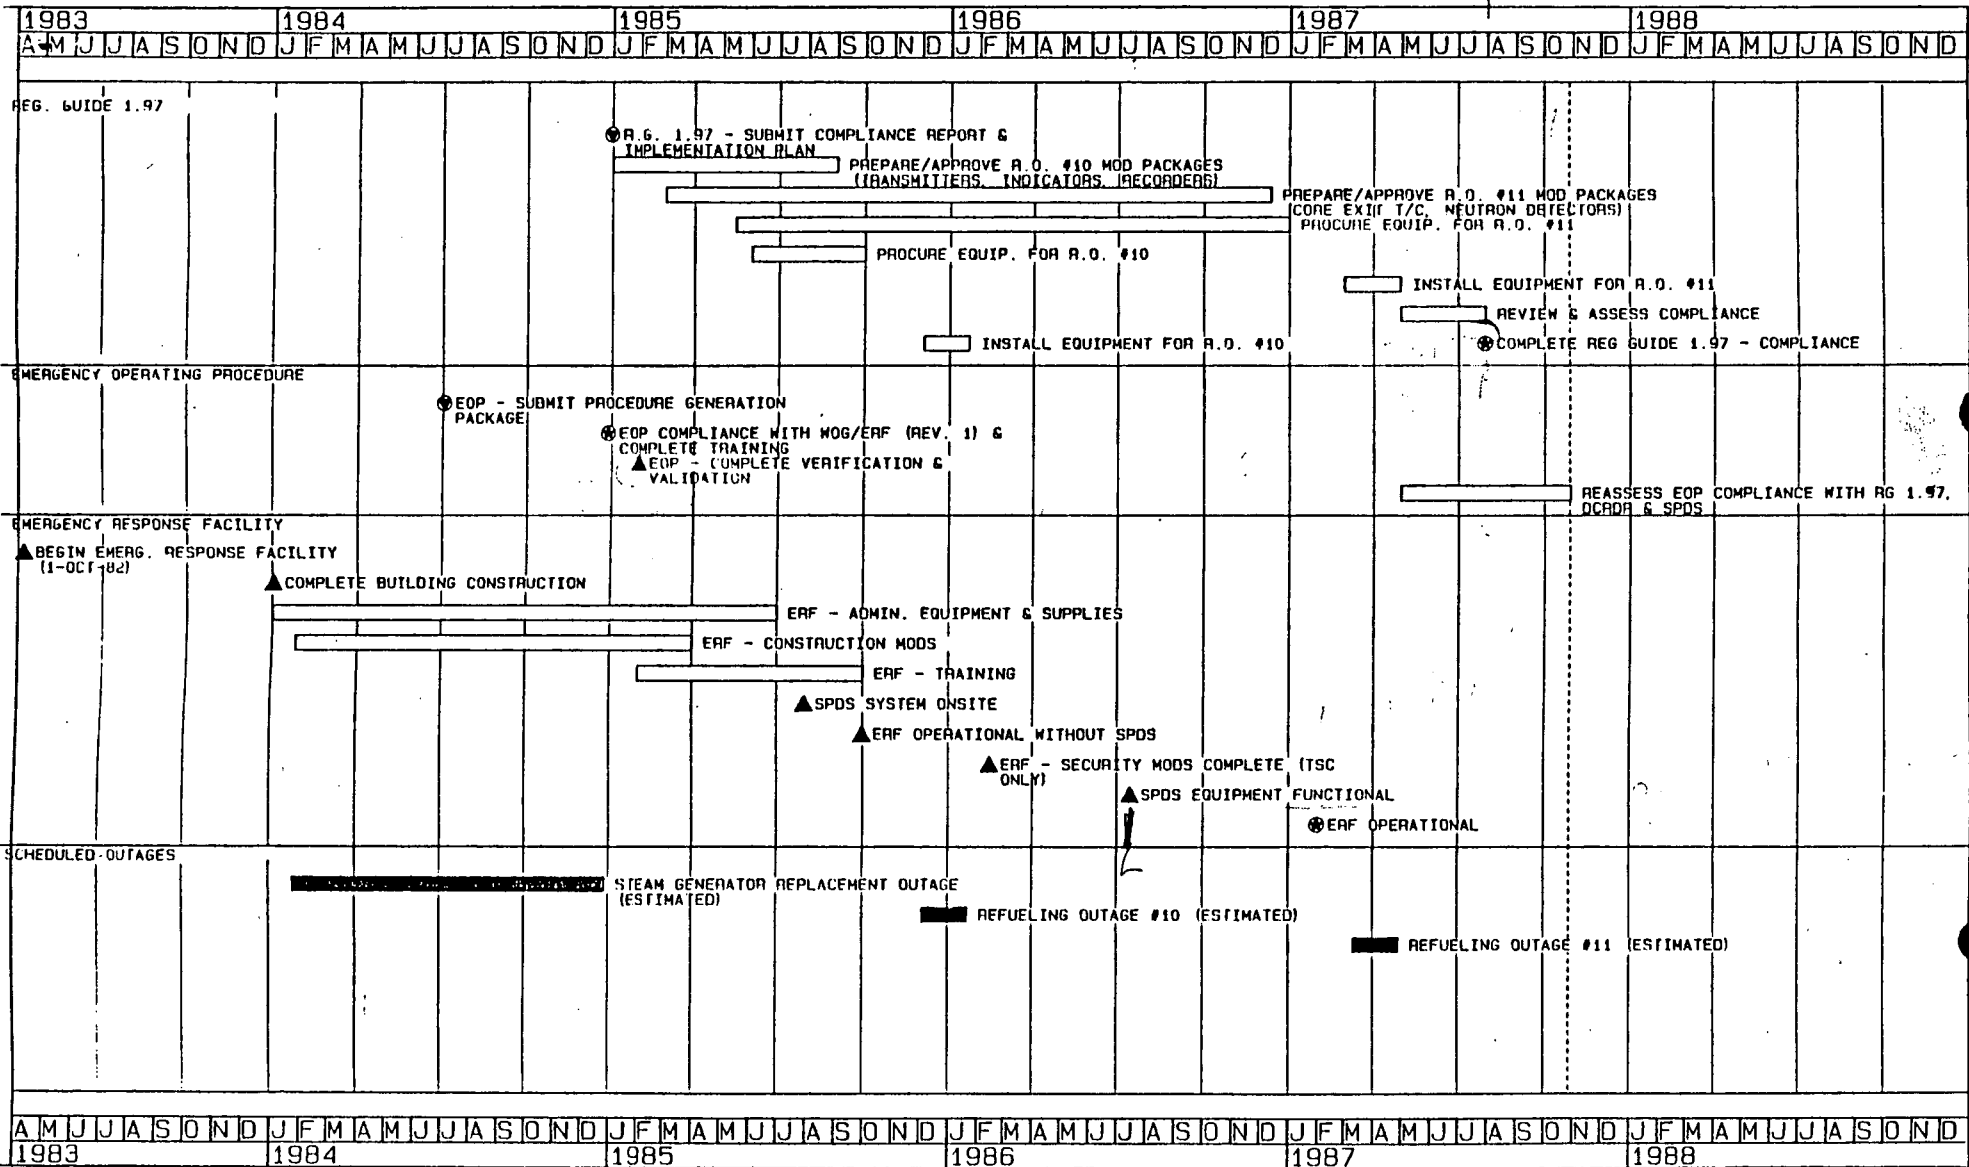 1983 1984 1985 1986 1987 1988
A M J J A S O N D J F M A M J J A S O N D J F M A M J J A S O N D J F M A M J J A S O N D J F M A M J J A S O N D J F M A M J J A S O N D
REG. GUIDE 1.97
R.G. 1.97 - SUBMIT COMPLIANCE REPORT &
IMPLEMENTATION PLAN
PREPARE/APPROVE R.O. #10 MOD PACKAGES
(TRANSMITTERS, INDICATORS, RECORDERS)
PREPARE/APPROVE R.O. #11 MOD PACKAGES
(CORE EXIT T/C, NEUTRON DETECTORS)
PROCURE EQUIP. FOR R.O. #11
PROCURE EQUIP. FOR R.O. #10
INSTALL EQUIPMENT FOR R.O. #11
REVIEW & ASSESS COMPLIANCE
INSTALL EQUIPMENT FOR R.O. #10
COMPLETE REG GUIDE 1.97 - COMPLIANCE
EMERGENCY OPERATING PROCEDURE
EOP - SUBMIT PROCEDURE GENERATION
PACKAGE
EOP COMPLIANCE WITH WOG/ERF (REV. 1) &
COMPLETE TRAINING
EOP - COMPLETE VERIFICATION &
VALIDATION
REASSESS EOP COMPLIANCE WITH RG 1.97,
DCRDR & SPDS
EMERGENCY RESPONSE FACILITY
BEGIN EMERG. RESPONSE FACILITY
(1-OCT-82)
COMPLETE BUILDING CONSTRUCTION
ERF - ADMIN. EQUIPMENT & SUPPLIES
ERF - CONSTRUCTION MODS
ERF - TRAINING
SPDS SYSTEM ONSITE
ERF OPERATIONAL WITHOUT SPDS
ERF - SECURITY MODS COMPLETE (TSC
ONLY)
SPDS EQUIPMENT FUNCTIONAL
ERF OPERATIONAL
SCHEDULED OUTAGES
STEAM GENERATOR REPLACEMENT OUTAGE
(ESTIMATED)
REFUELING OUTAGE #10 (ESTIMATED)
REFUELING OUTAGE #11 (ESTIMATED)
A M J J A S O N D J F M A M J J A S O N D J F M A M J J A S O N D J F M A M J J A S O N D J F M A M J J A S O N D J F M A M J J A S O N D
1983 1984 1985 1986 1987 1988